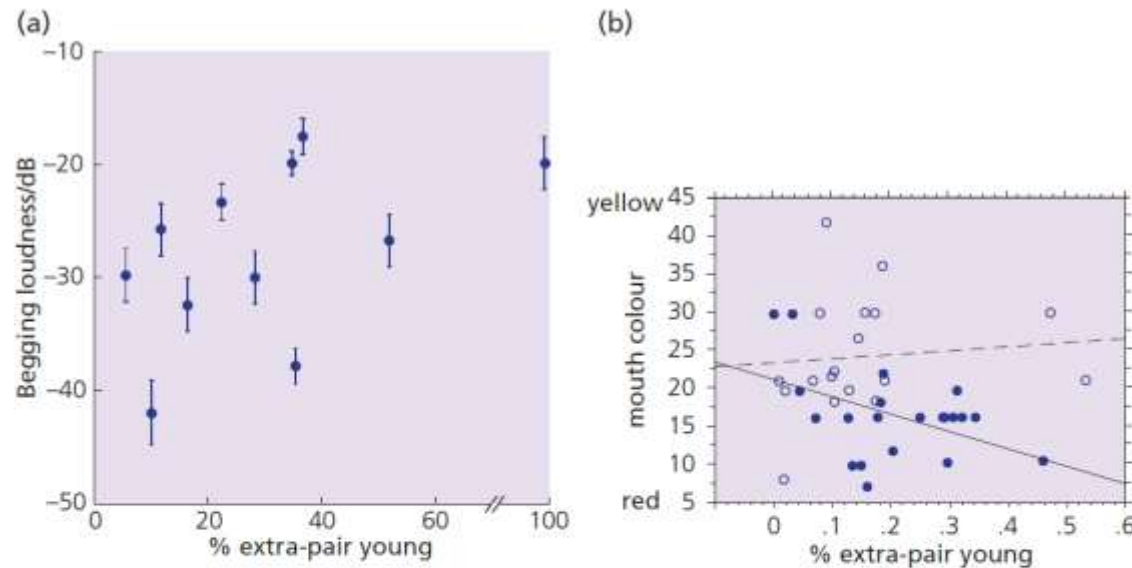 (a)
–10
–20
–30
–40
–50
Begging loudness/dB
0 20 40 60 100
% extra-pair young
(b)
yellow 45
40
35
30
25
20
15
10
red 5
mouth colour
0 .1 .2 .3 .4 .5 .6
% extra-pair young